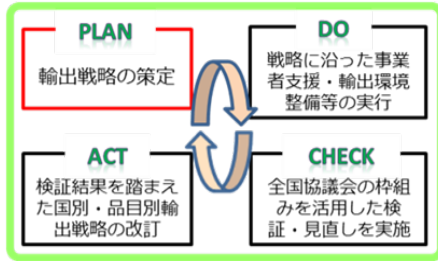 PLAN
輸出戦略の策定
DO
戦略に沿った事業
者支援・輸出環境
整備等の実行
ACT
検証結果を踏まえ
た国別・品目別輸
出戦略の改訂
CHECK
全国協議会の枠組
みを活用した検
証・見直しを実施